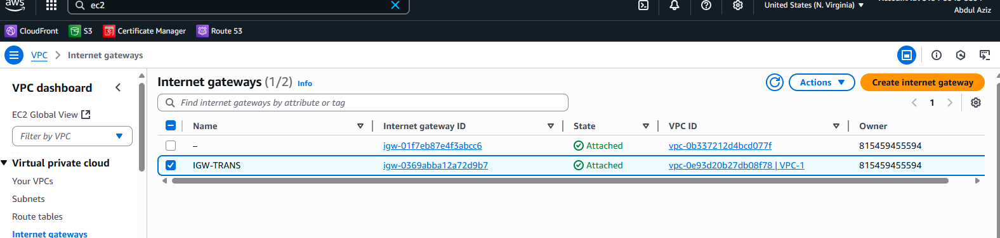 aws
ec2
United States (N. Virginia)
Abdul Aziz
CloudFront
S3
Certificate Manager
Route 53
VPC
Internet gateways
VPC dashboard
EC2 Global View
Filter by VPC
Virtual private cloud
Your VPCs
Subnets
Route tables
Internet gateways
Internet gateways (1/2) Info
Actions
Create internet gateway
Find internet gateways by attribute or tag
1
Name Internet gateway ID State VPC ID Owner
– igw-01f7eb87e4f3abcc6 Attached vpc-0b337212d4bcd077f 815459455594
IGW-TRANS igw-0369abba12a72d9b7 Attached vpc-0e93d20b27db08f78 | VPC-1 815459455594